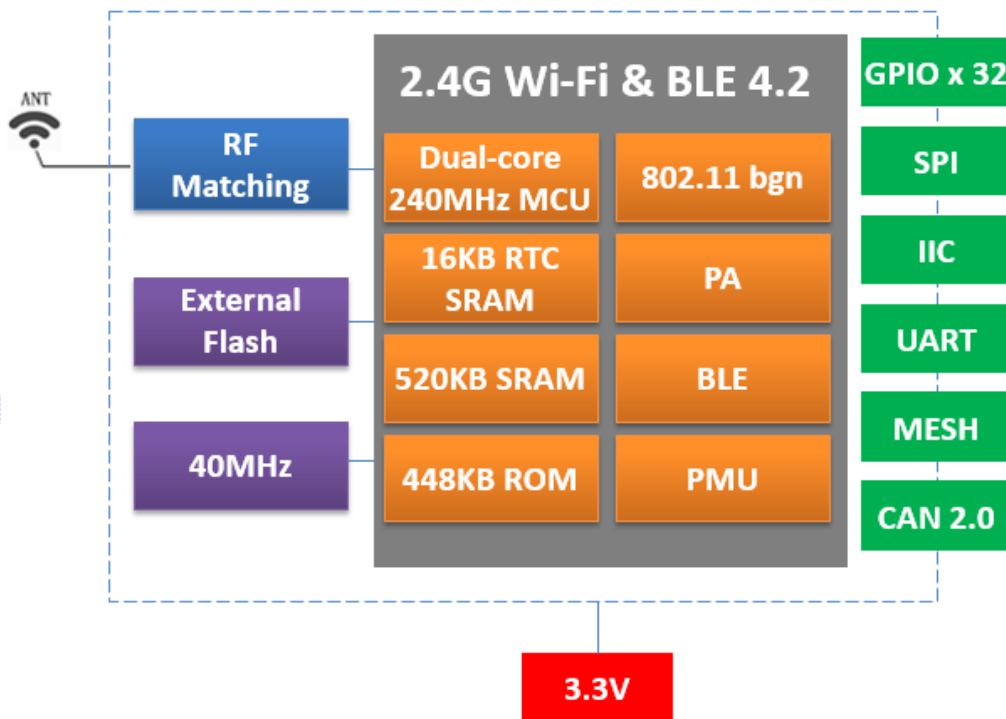 ANT
RF
Matching
External
Flash
40MHz
2.4G Wi-Fi & BLE 4.2
Dual-core
240MHz MCU
802.11 bgn
16KB RTC
SRAM
PA
520KB SRAM
BLE
448KB ROM
PMU
GPIO x 32
SPI
IIC
UART
MESH
CAN 2.0
3.3V